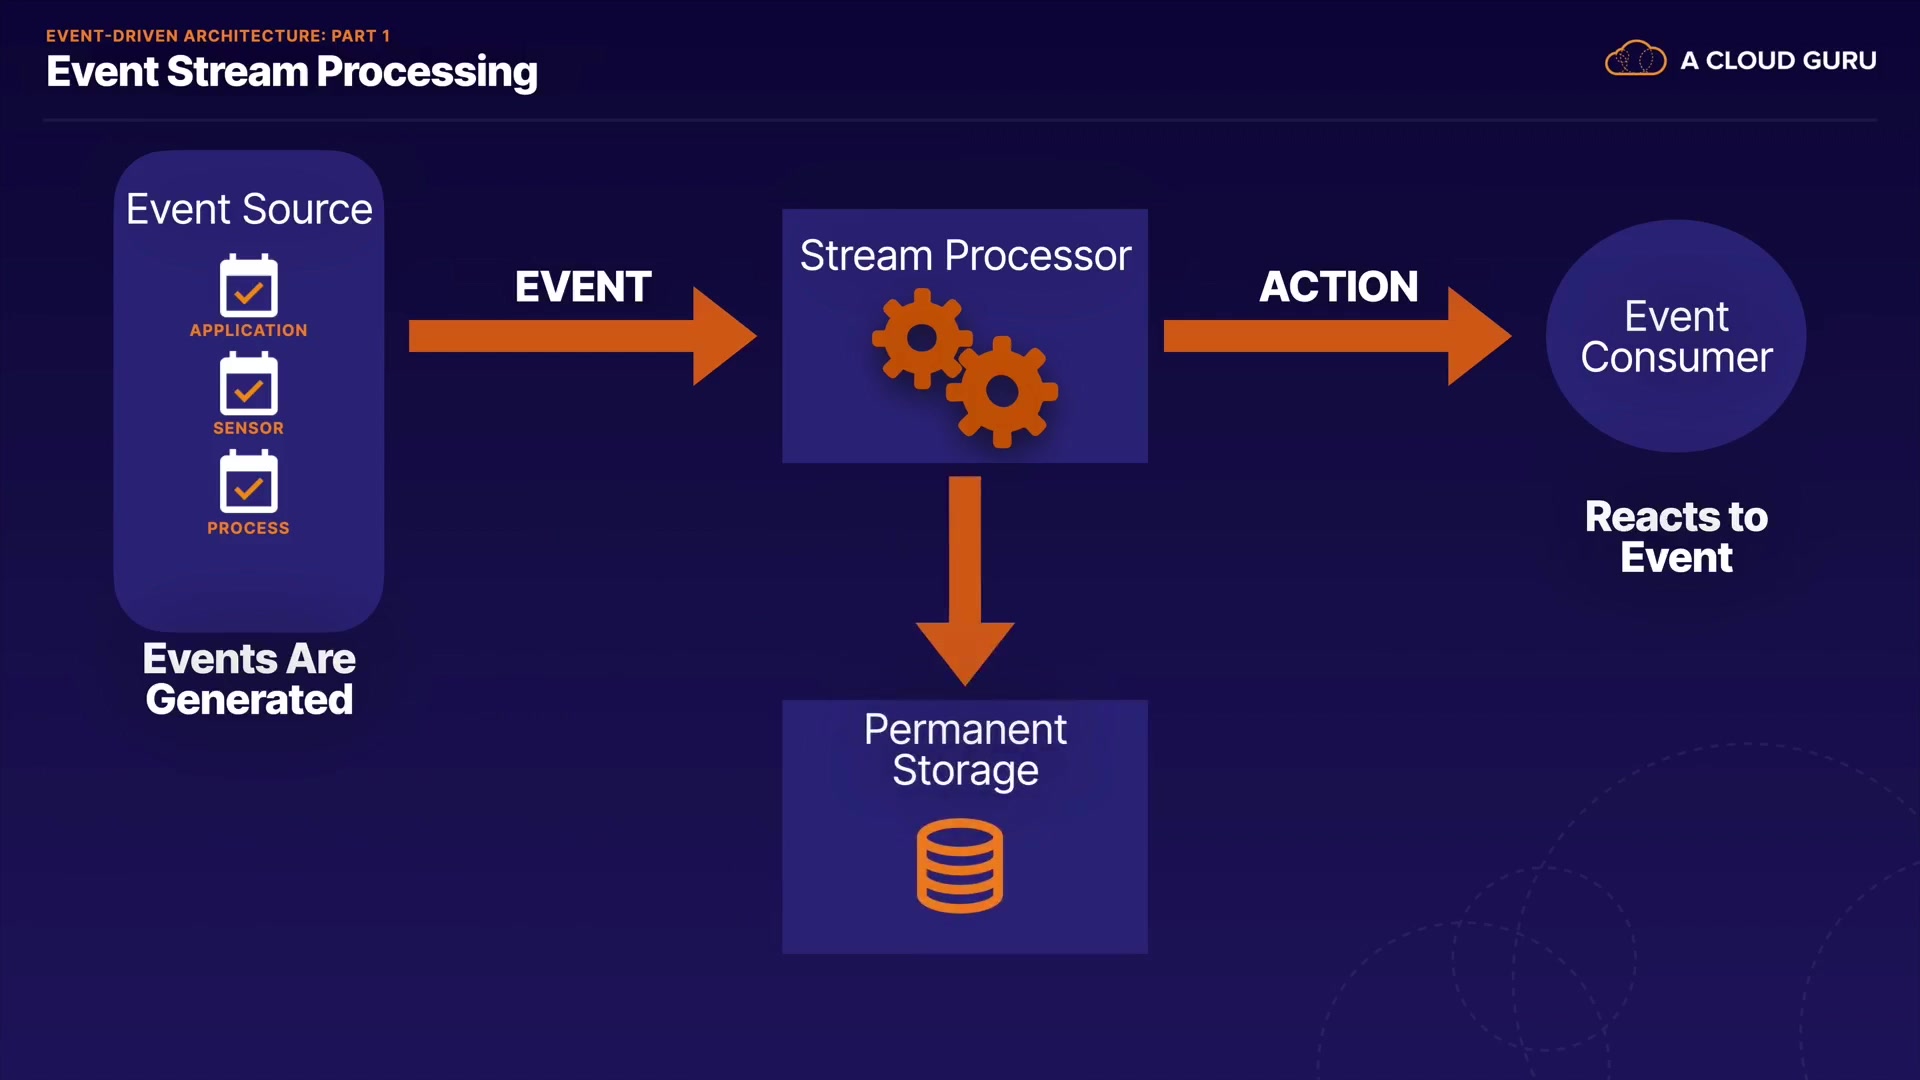 EVENT-DRIVEN ARCHITECTURE: PART 1
Event Stream Processing
A CLOUD GURU
Event Source
APPLICATION
SENSOR
PROCESS
Events Are
Generated
EVENT
Stream Processor
ACTION
Event
Consumer
Reacts to
Event
Permanent
Storage